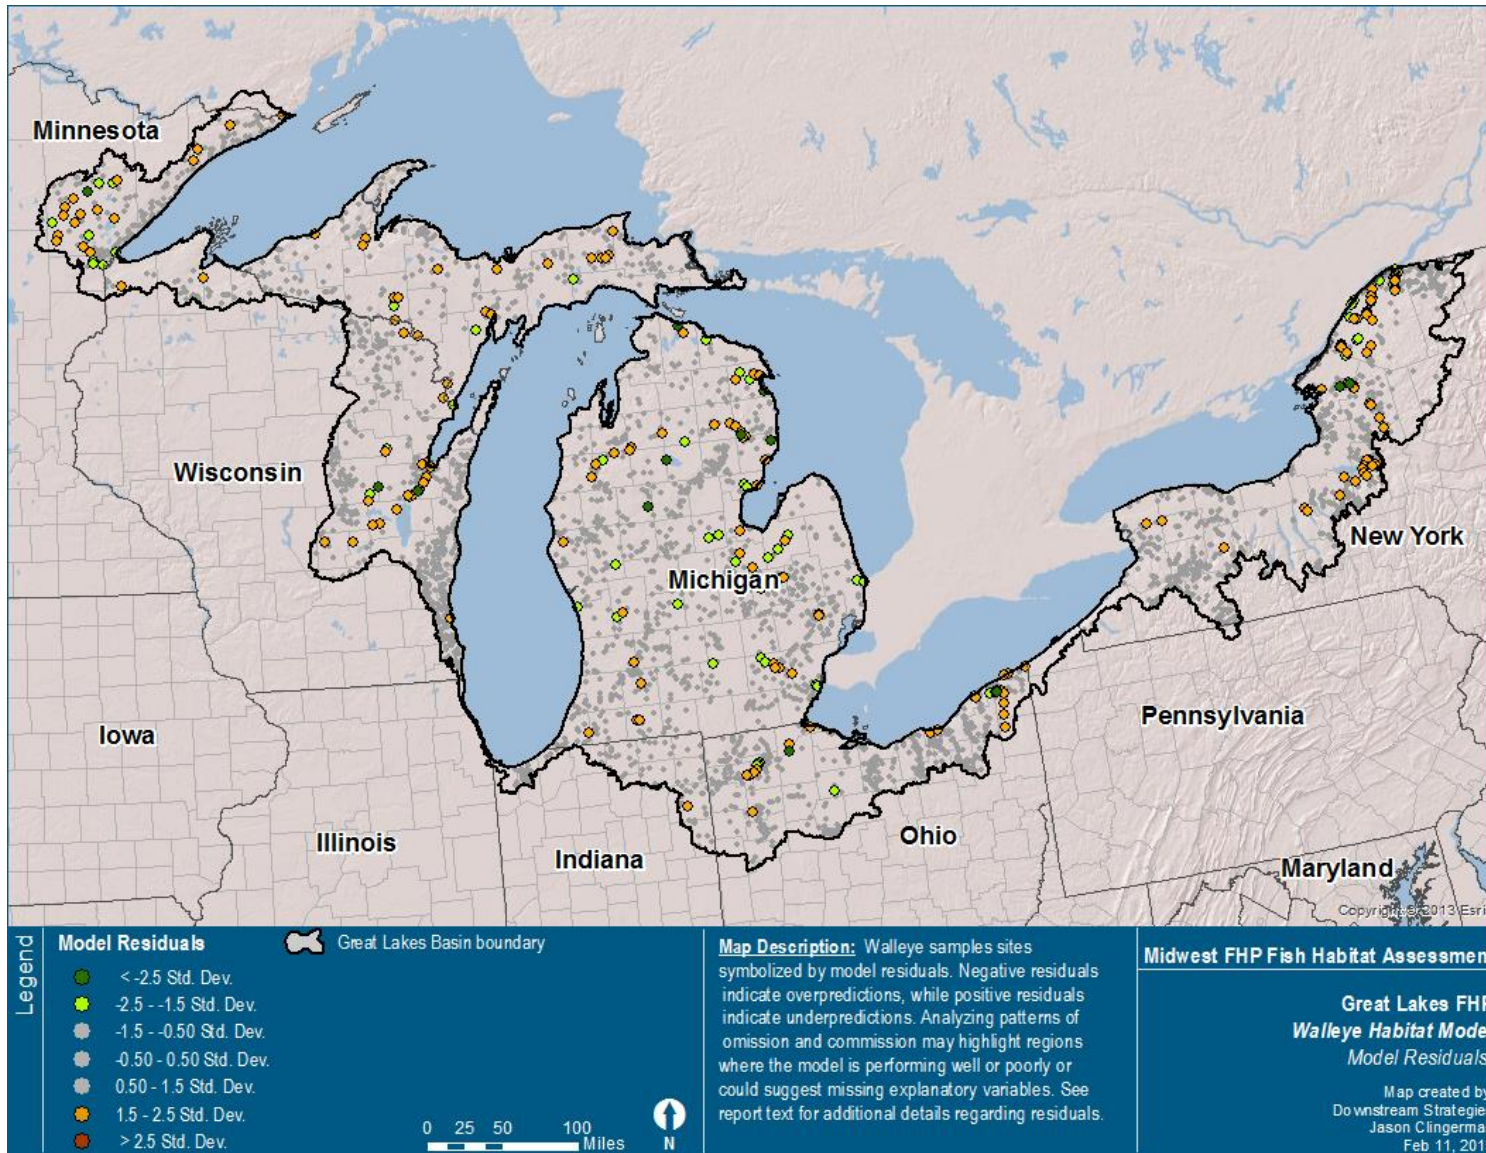 Minnesota
Wisconsin
Michigan
New York
Iowa
Pennsylvania
Illinois
Indiana
Ohio
Maryland
Copyright:© 2013 Esri
Legend
Model Residuals
< -2.5 Std. Dev.
-2.5 - -1.5 Std. Dev.
-1.5 - -0.50 Std. Dev.
-0.50 - 0.50 Std. Dev.
0.50 - 1.5 Std. Dev.
1.5 - 2.5 Std. Dev.
> 2.5 Std. Dev.
Great Lakes Basin boundary
0 25 50 100
Miles
N
Map Description: Walleye samples sites
symbolized by model residuals. Negative residuals
indicate overpredictions, while positive residuals
indicate underpredictions. Analyzing patterns of
omission and commission may highlight regions
where the model is performing well or poorly or
could suggest missing explanatory variables. See
report text for additional details regarding residuals.
Midwest FHP Fish Habitat Assessmen
Great Lakes FHP
Walleye Habitat Mode
Model Residuals
Map created by
Downstream Strategie
Jason Clingerma
Feb 11, 201